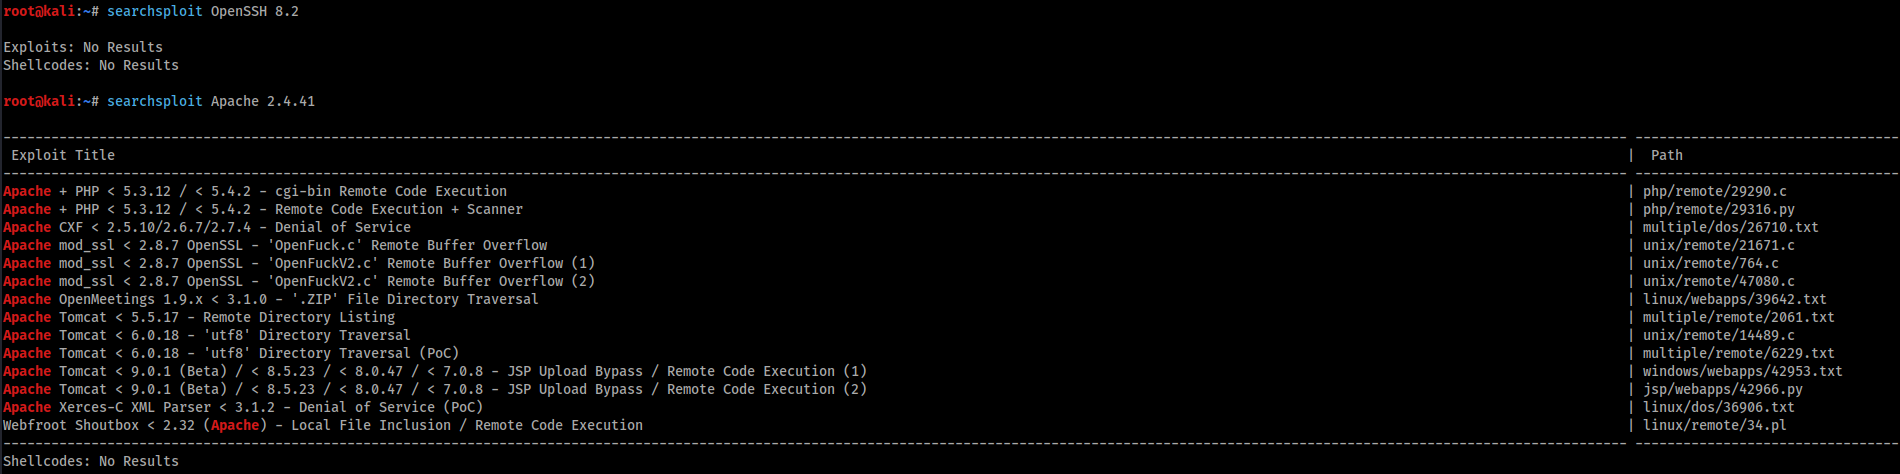 root@kali:~# searchsploit OpenSSH 8.2
Exploits: No Results
Shellcodes: No Results
root@kali:~# searchsploit Apache 2.4.41
---------------------------------------------------------------------------------------------------------------------------------------------------------------------------------------------------------- ---------------------------------
Exploit Title | Path
---------------------------------------------------------------------------------------------------------------------------------------------------------------------------------------------------------- ---------------------------------
Apache + PHP < 5.3.12 / < 5.4.2 - cgi-bin Remote Code Execution | php/remote/29290.c
Apache + PHP < 5.3.12 / < 5.4.2 - Remote Code Execution + Scanner | php/remote/29316.py
Apache CXF < 2.5.10/2.6.7/2.7.4 - Denial of Service | multiple/dos/26710.txt
Apache mod_ssl < 2.8.7 OpenSSL - 'OpenFuck.c' Remote Buffer Overflow | unix/remote/21671.c
Apache mod_ssl < 2.8.7 OpenSSL - 'OpenFuckV2.c' Remote Buffer Overflow (1) | unix/remote/764.c
Apache mod_ssl < 2.8.7 OpenSSL - 'OpenFuckV2.c' Remote Buffer Overflow (2) | unix/remote/47080.c
Apache OpenMeetings 1.9.x < 3.1.0 - '.ZIP' File Directory Traversal | linux/webapps/39642.txt
Apache Tomcat < 5.5.17 - Remote Directory Listing | multiple/remote/2061.txt
Apache Tomcat < 6.0.18 - 'utf8' Directory Traversal | unix/remote/14489.c
Apache Tomcat < 6.0.18 - 'utf8' Directory Traversal (PoC) | multiple/remote/6229.txt
Apache Tomcat < 9.0.1 (Beta) / < 8.5.23 / < 8.0.47 / < 7.0.8 - JSP Upload Bypass / Remote Code Execution (1) | windows/webapps/42953.txt
Apache Tomcat < 9.0.1 (Beta) / < 8.5.23 / < 8.0.47 / < 7.0.8 - JSP Upload Bypass / Remote Code Execution (2) | jsp/webapps/42966.py
Apache Xerces-C XML Parser < 3.1.2 - Denial of Service (PoC) | linux/dos/36906.txt
Webfroot Shoutbox < 2.32 (Apache) - Local File Inclusion / Remote Code Execution | linux/remote/34.pl
---------------------------------------------------------------------------------------------------------------------------------------------------------------------------------------------------------- ---------------------------------
Shellcodes: No Results